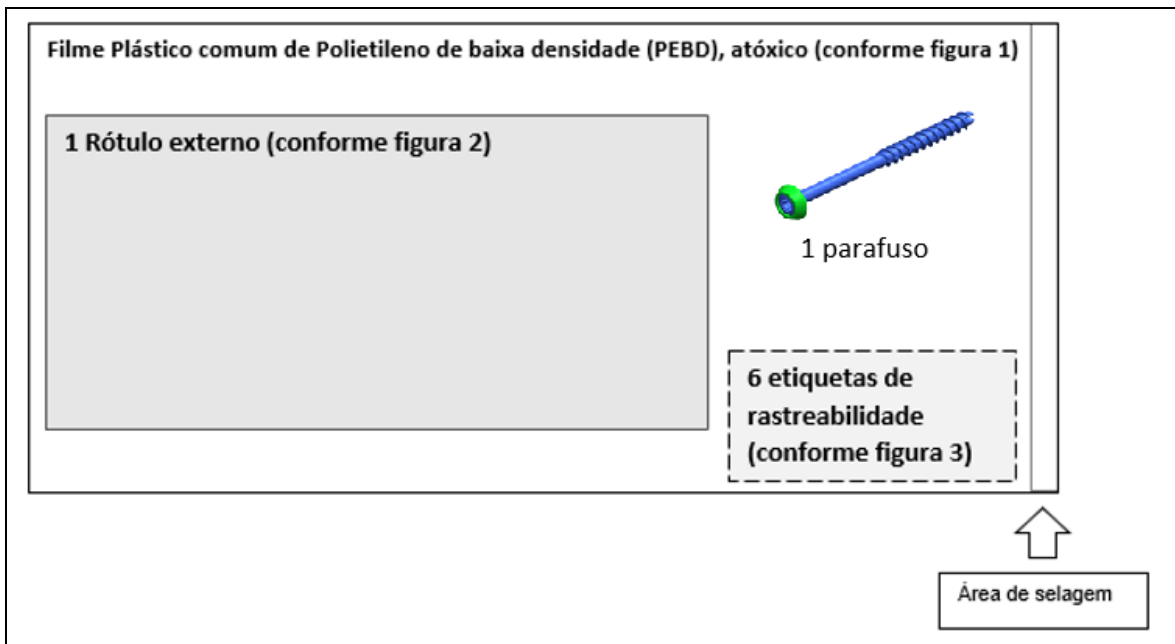 Filme Plástico comum de Polietileno de baixa densidade (PEBD), atóxico (conforme figura 1)
1 Rótulo externo (conforme figura 2)
1 parafuso
6 etiquetas de
rastreabilidade
(conforme figura 3)
Área de selagem